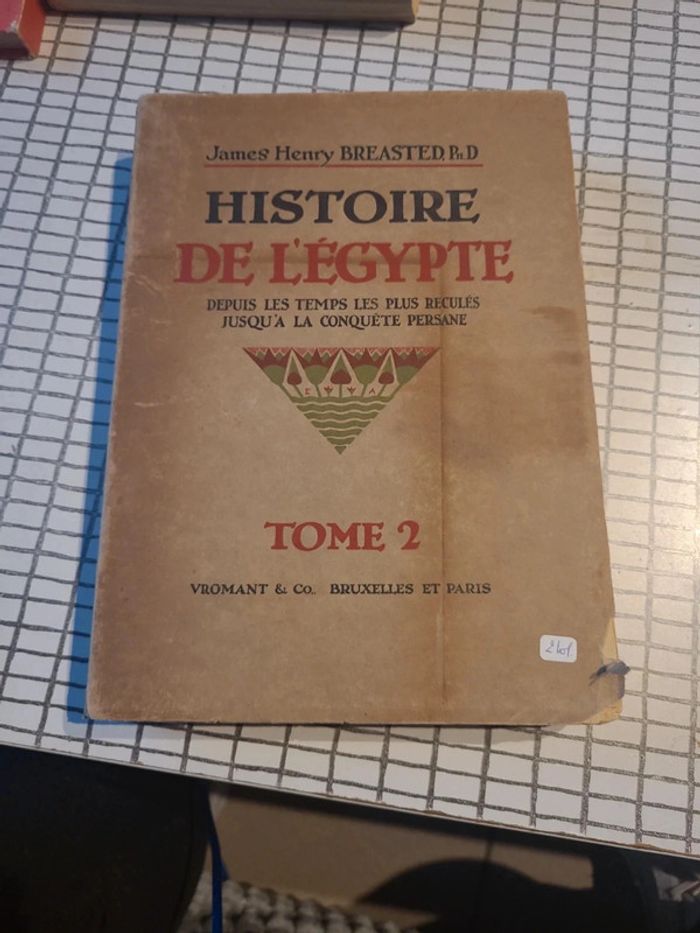 James Henry BREASTED, PH.D
HISTOIRE
DE L'ÉGYPTE
DEPUIS LES TEMPS LES PLUS RECULÉS
JUSQU'A LA CONQUÊTE PERSANE
TOME 2
VROMANT & Co., BRUXELLES ET PARIS